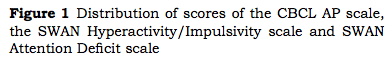 Figure 1 Distribution of scores of the CBCL AP scale,
the SWAN Hyperactivity/Impulsivity scale and SWAN
Attention Deficit scale